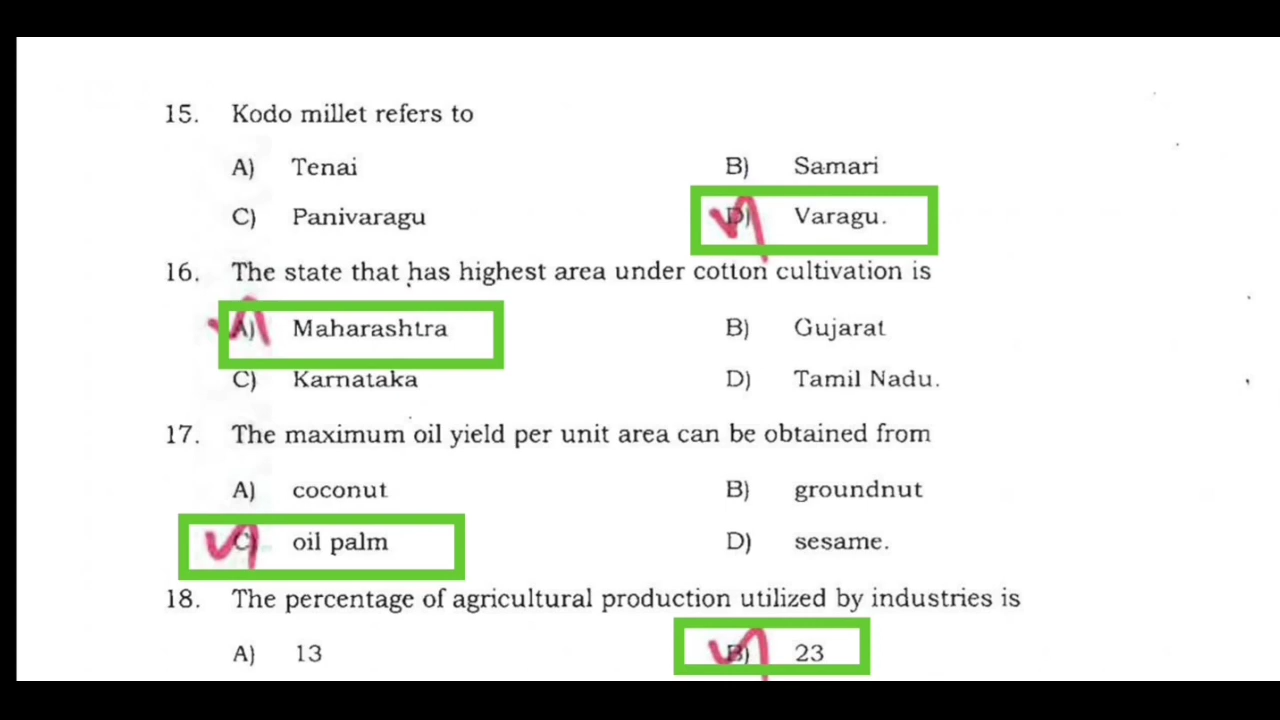 15. Kodo millet refers to
A) Tenai B) Samari
C) Panivaragu D) Varagu.
16. The state that has highest area under cotton cultivation is
A) Maharashtra B) Gujarat
C) Karnataka D) Tamil Nadu.
17. The maximum oil yield per unit area can be obtained from
A) coconut B) groundnut
C) oil palm D) sesame.
18. The percentage of agricultural production utilized by industries is
A) 13 B) 23